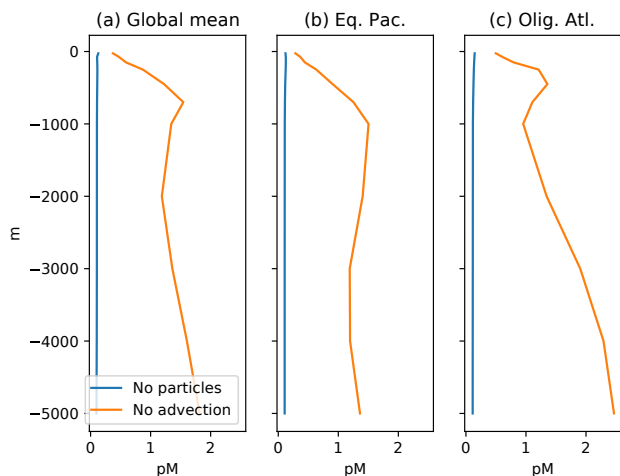 (a) Global mean
(b) Eq. Pac.
(c) Olig. Atl.
0
−1000
−2000
−3000
−4000
−5000
m
No particles
No advection
0 1 2
0 1 2
0 1 2
pM
pM
pM